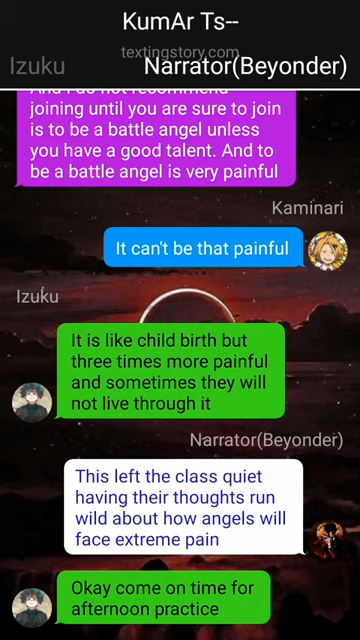 KumAr Ts--
textingstory.com
Izuku
Narrator(Beyonder)
And I do not recommend
joining until you are sure to join
is to be a battle angel unless
you have a good talent. And to
be a battle angel is very painful
Kaminari
It can't be that painful
Izuku
It is like child birth but
three times more painful
and sometimes they will
not live through it
Narrator(Beyonder)
This left the class quiet
having their thoughts run
wild about how angels will
face extreme pain
Okay come on time for
afternoon practice